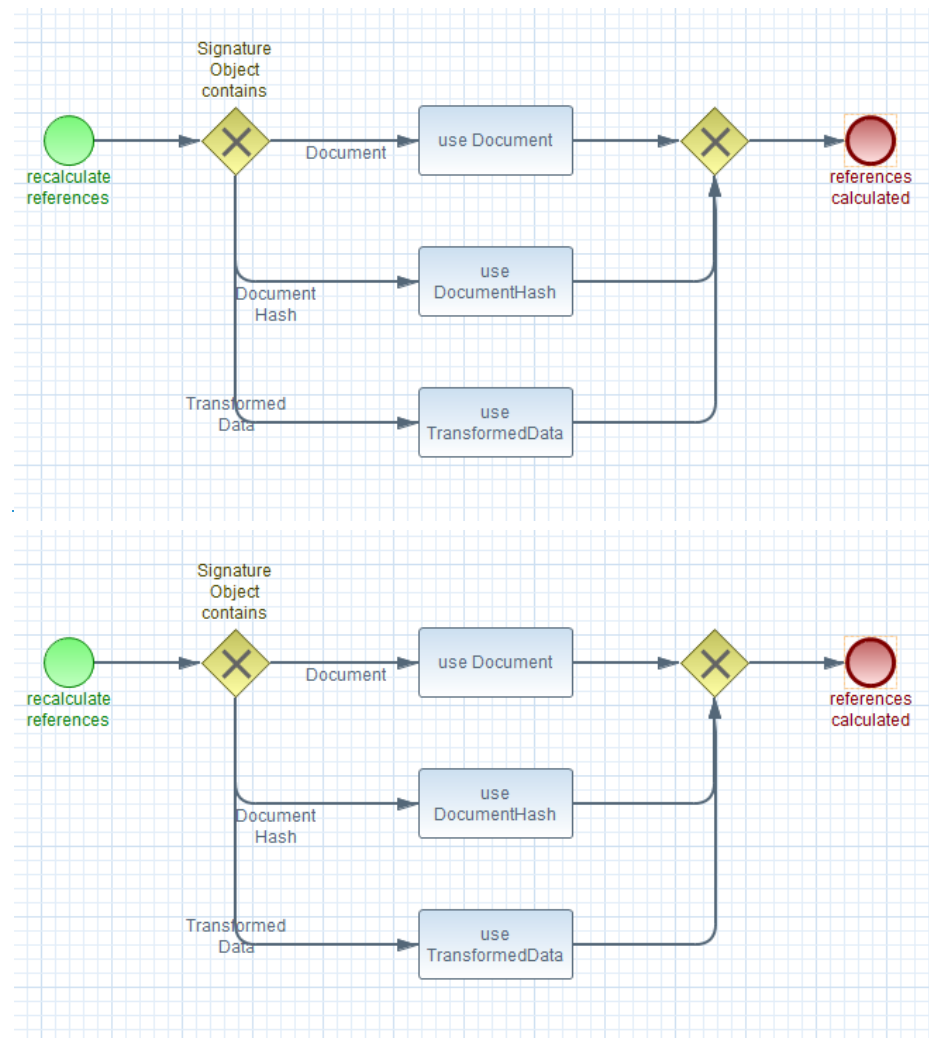 Signature
Object
contains
Document
use Document
recalculate
references
references
calculated
use
DocumentHash
Document
Hash
Transformed
Data
use
TransformedData
Signature
Object
contains
Document
use Document
recalculate
references
references
calculated
use
DocumentHash
Document
Hash
Transformed
Data
use
TransformedData